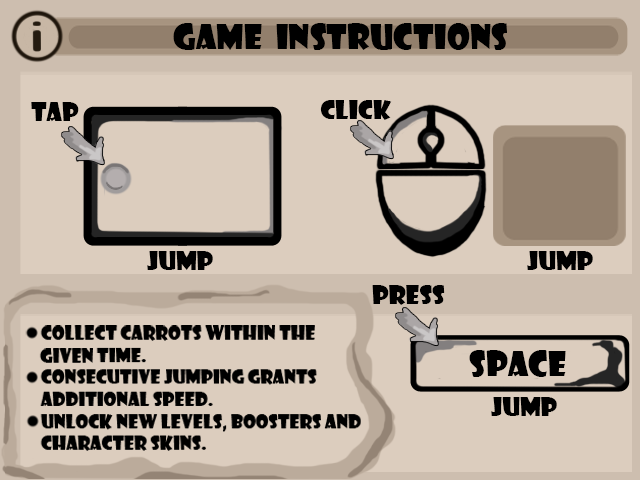 i GAME INSTRUCTIONS
TAP
CLICK
JUMP
JUMP
PRESS
SPACE
JUMP
● COLLECT CARROTS WITHIN THE
GIVEN TIME.
● CONSECUTIVE JUMPING GRANTS
ADDITIONAL SPEED.
● UNLOCK NEW LEVELS, BOOSTERS AND
CHARACTER SKINS.